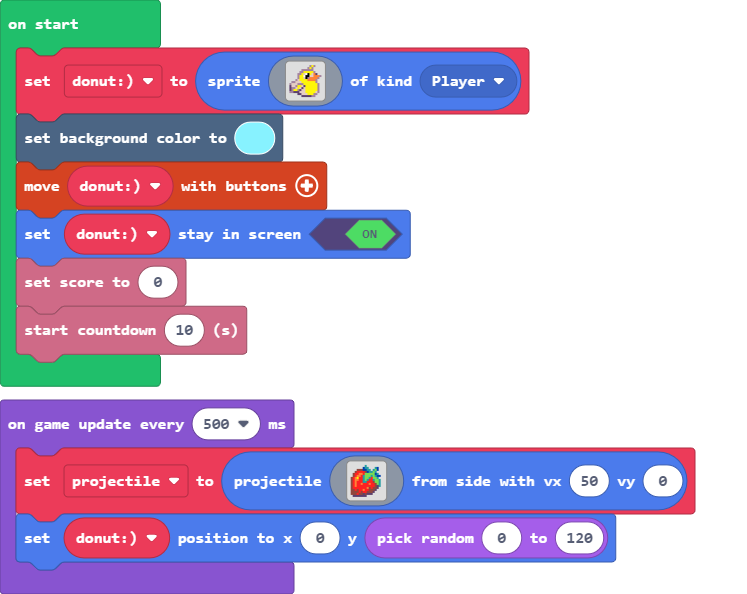 on start
set donut:) to sprite of kind Player
set background color to
move donut:) with buttons
set donut:) stay in screen ON
set score to 0
start countdown 10 (s)
on game update every 500 ms
set projectile to projectile from side with vx 50 vy 0
set donut:) position to x 0 y pick random 0 to 120